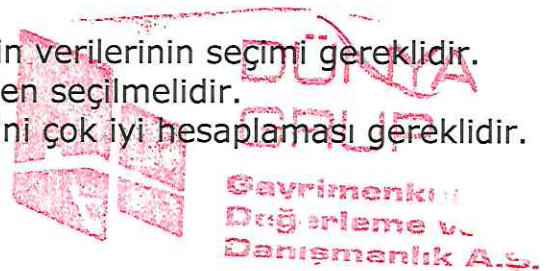 in verilerinin seçimi gereklidir.
en seçilmelidir.
ni çok iyi hesaplaması gereklidir.
DÜNYA
GRUP
Gayrimenkul
Değerleme ve
Danışmanlık A.Ş.